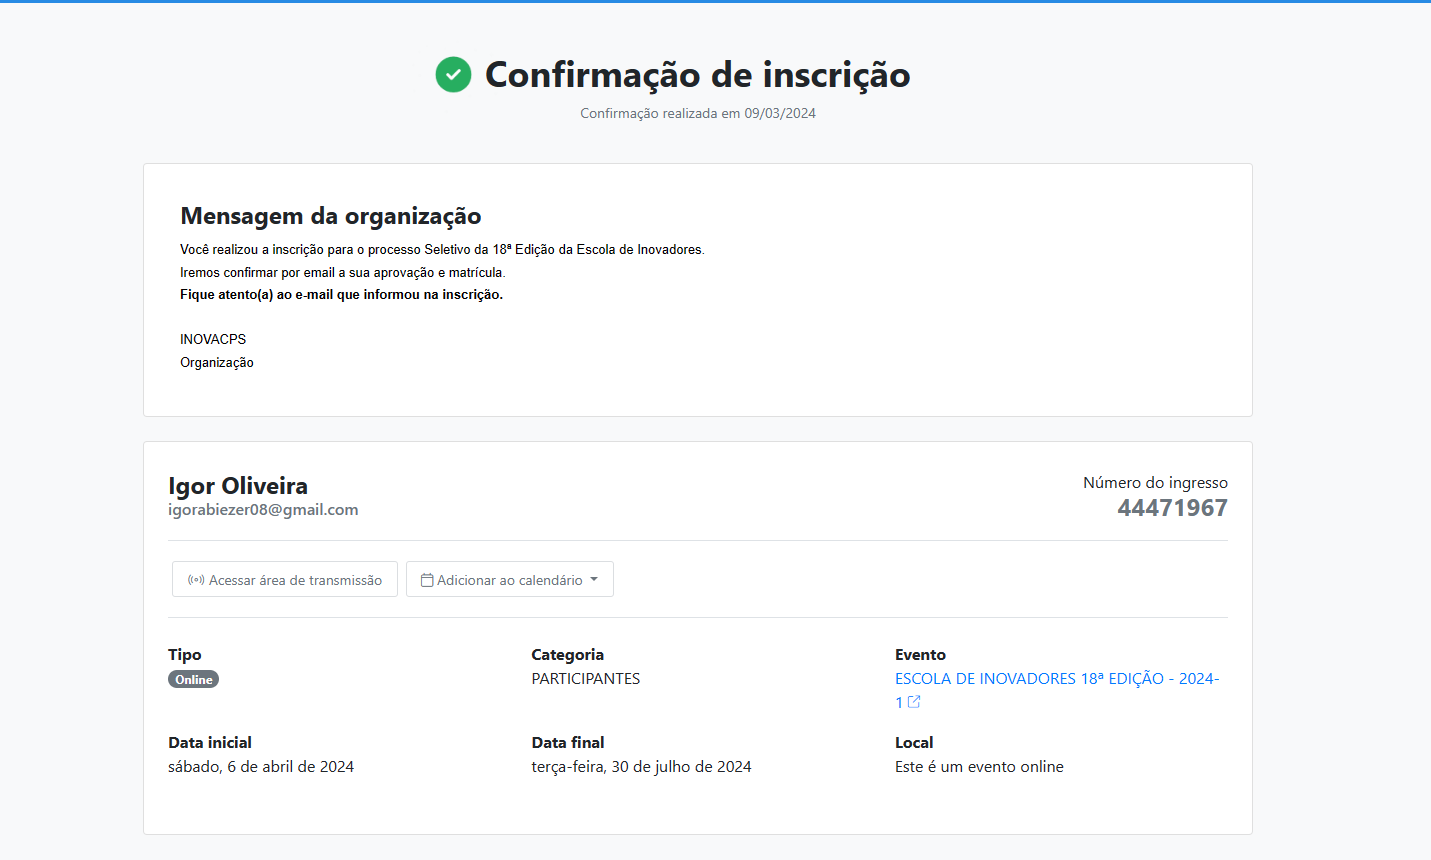 Confirmação de inscrição
Confirmação realizada em 09/03/2024
Mensagem da organização
Você realizou a inscrição para o processo Seletivo da 18ª Edição da Escola de Inovadores.
Iremos confirmar por email a sua aprovação e matrícula.
Fique atento(a) ao e-mail que informou na inscrição.
INOVACPS
Organização
Igor Oliveira
igorabiezer08@gmail.com
Número do ingresso
44471967
Acessar área de transmissão
Adicionar ao calendário
Tipo
Online
Categoria
PARTICIPANTES
Evento
ESCOLA DE INOVADORES 18ª EDIÇÃO - 2024-
1
Data inicial
sábado, 6 de abril de 2024
Data final
terça-feira, 30 de julho de 2024
Local
Este é um evento online